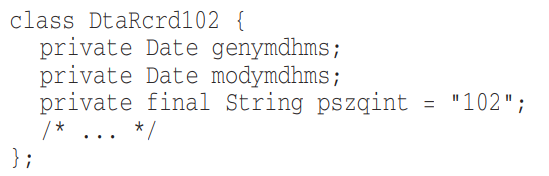 class DtaRcrd102 {
private Date genymdhms;
private Date modymdhms;
private final String pszqint = "102";
/* ... */
};